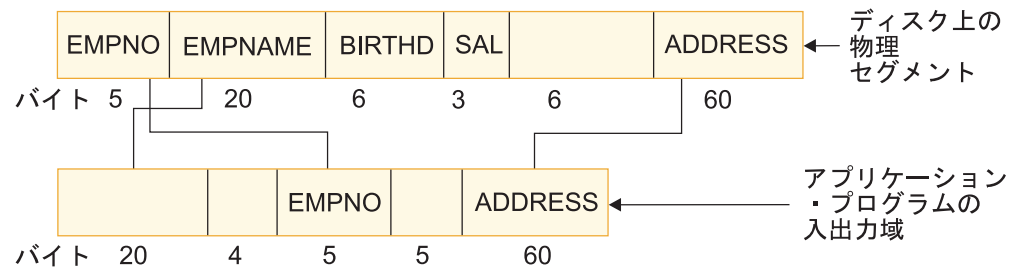 EMPNO EMPNAME BIRTHD SAL ADDRESS
ディスク上の
物理
セグメント
バイト 5 20 6 3 6 60
EMPNO ADDRESS
アプリケーション
・プログラムの
入出力域
バイト 20 4 5 5 60